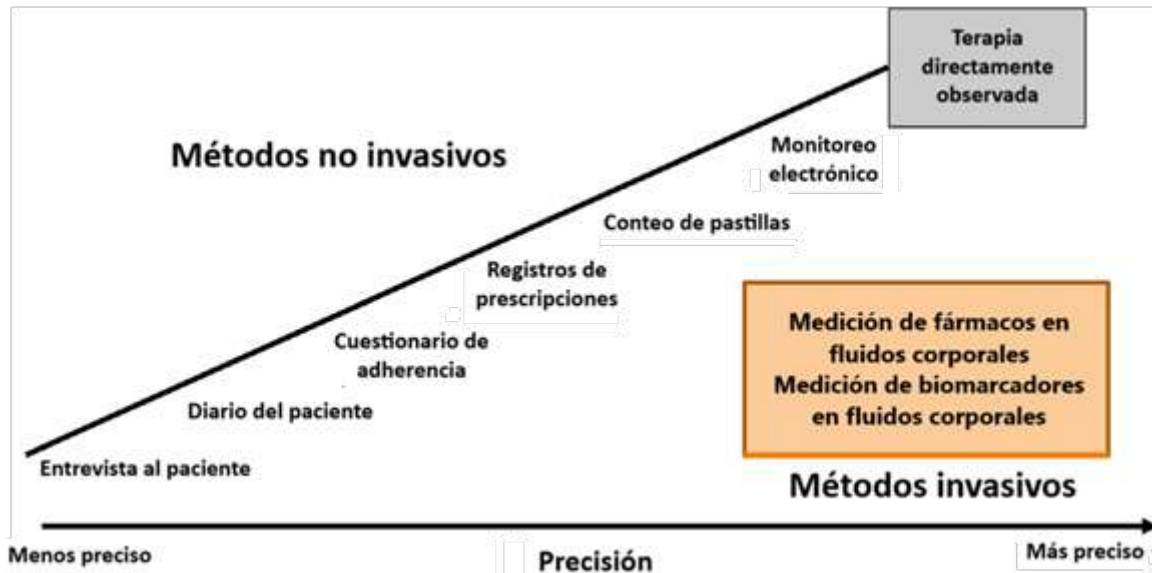 Terapia
directamente
observada
Métodos no invasivos
Monitoreo
electrónico
Conteo de pastillas
Registros de
prescripciones
Cuestionario de
adherencia
Diario del paciente
Entrevista al paciente
Medición de fármacos en
fluidos corporales
Medición de biomarcadores
en fluidos corporales
Métodos invasivos
Menos preciso
Precisión
Más preciso